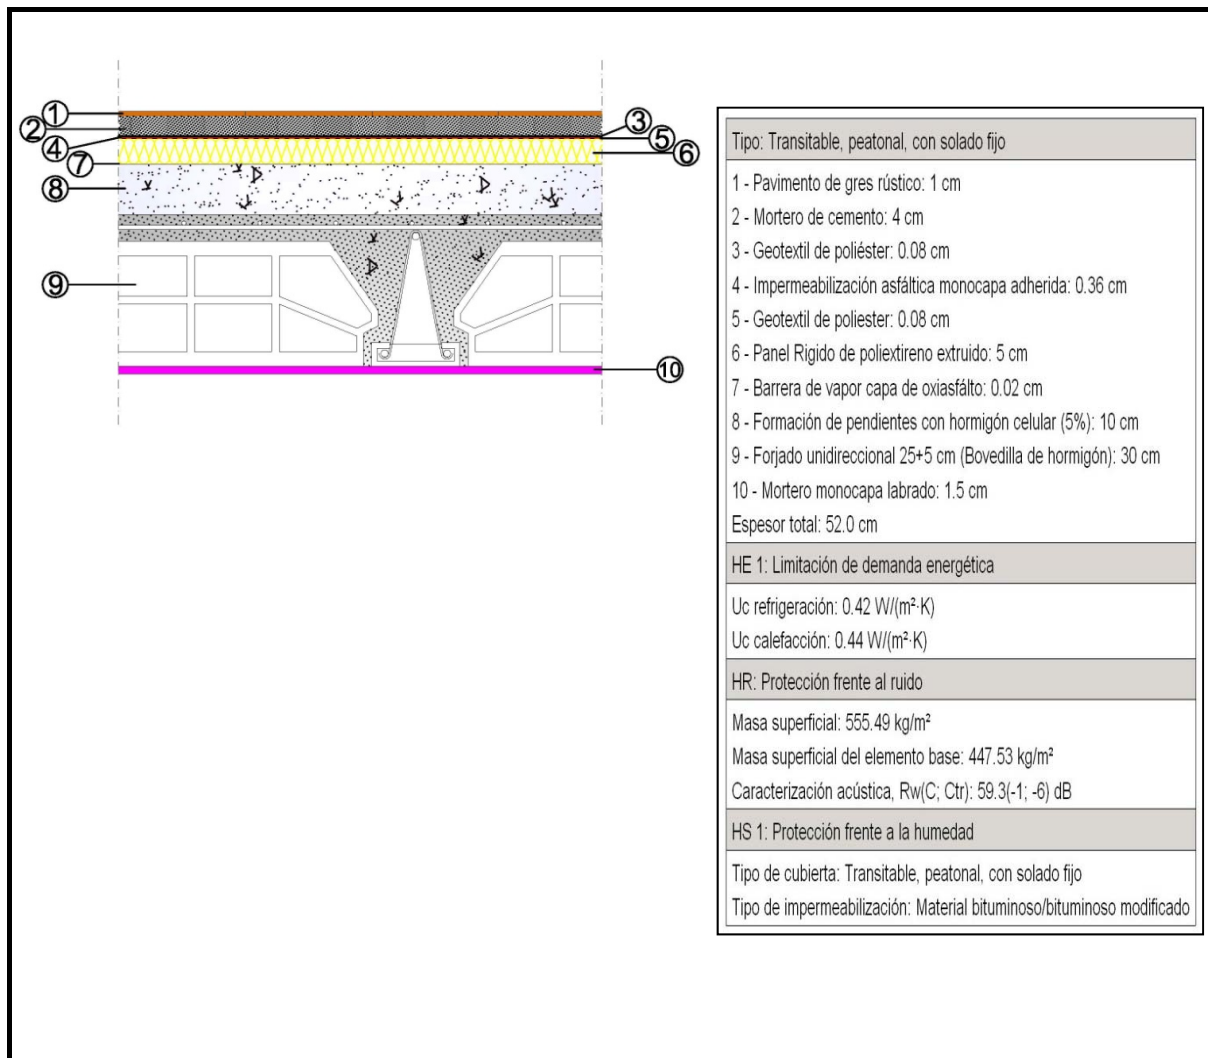 1
2
3
4
5
6
7
8
9
10
Tipo: Transitable, peatonal, con solado fijo
1 - Pavimento de gres rústico: 1 cm
2 - Mortero de cemento: 4 cm
3 - Geotextil de poliéster: 0.08 cm
4 - Impermeabilización asfáltica monocapa adherida: 0.36 cm
5 - Geotextil de poliester: 0.08 cm
6 - Panel Rigido de poliextireno extruido: 5 cm
7 - Barrera de vapor capa de oxiasfálto: 0.02 cm
8 - Formación de pendientes con hormigón celular (5%): 10 cm
9 - Forjado unidireccional 25+5 cm (Bovedilla de hormigón): 30 cm
10 - Mortero monocapa labrado: 1.5 cm
Espesor total: 52.0 cm
HE 1: Limitación de demanda energética
Uc refrigeración: 0.42 W/(m²·K)
Uc calefacción: 0.44 W/(m²·K)
HR: Protección frente al ruido
Masa superficial: 555.49 kg/m²
Masa superficial del elemento base: 447.53 kg/m²
Caracterización acústica, Rw(C; Ctr): 59.3(-1; -6) dB
HS 1: Protección frente a la humedad
Tipo de cubierta: Transitable, peatonal, con solado fijo
Tipo de impermeabilización: Material bituminoso/bituminoso modificado